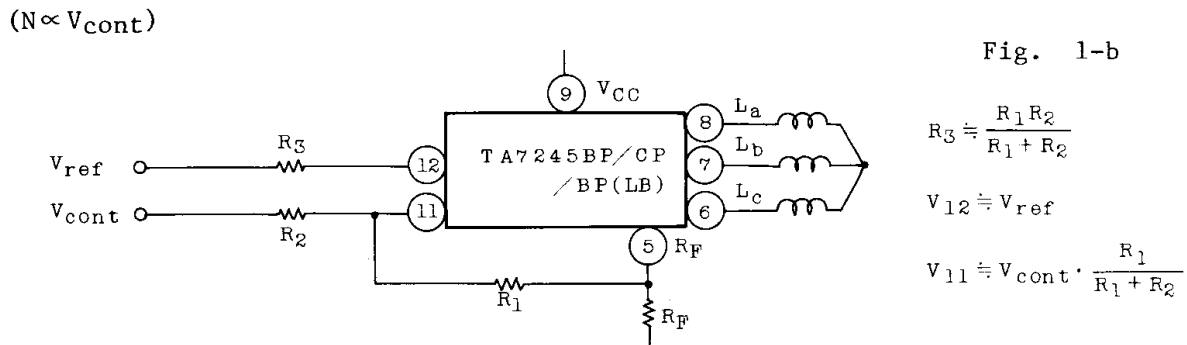 (N∝Vcont)
Fig. 1-b
9 VCC
8 La
7 Lb
6 Lc
TA7245BP/CP
/BP(LB)
Vref R3 12
Vcont R2 11
5 RF
R1
RF
R3≒R1R2/(R1+R2)
V12≒Vref
V11≒Vcont·R1/(R1+R2)